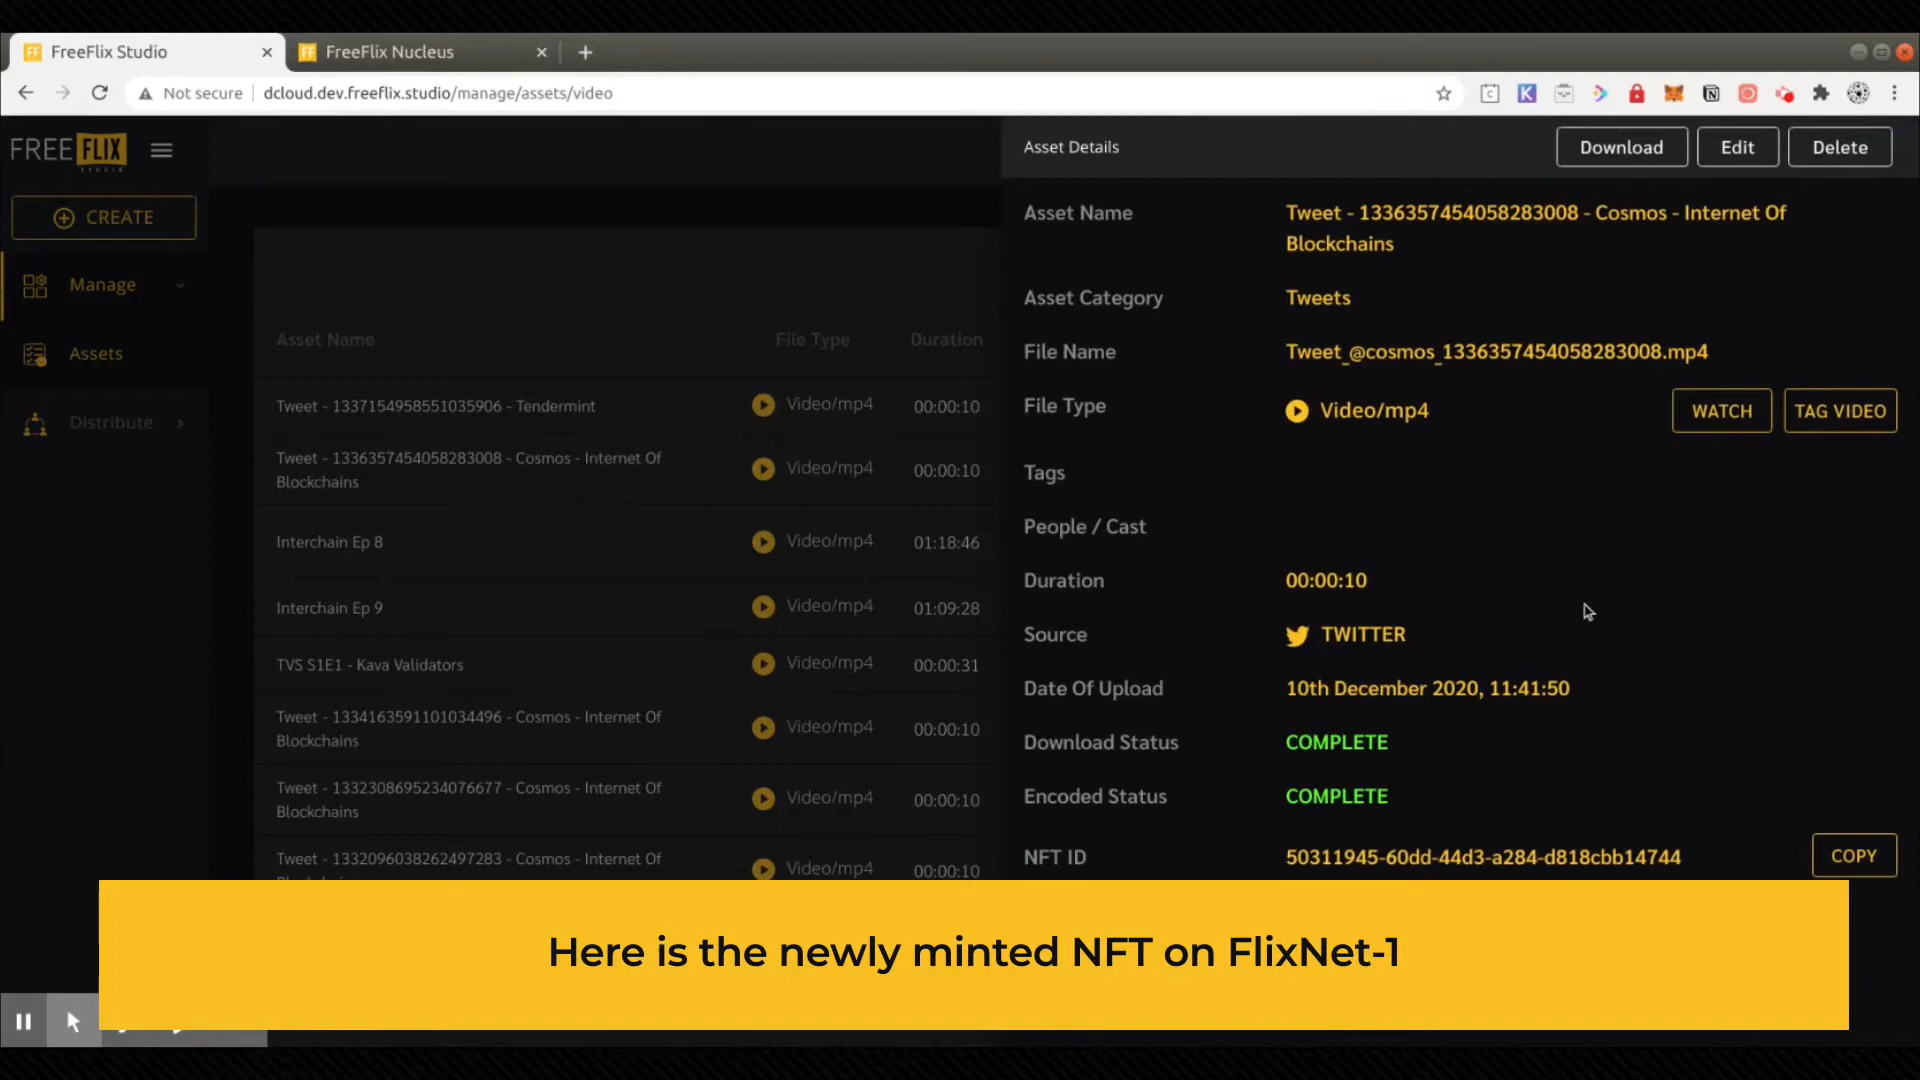 FreeFlix Studio
FreeFlix Nucleus
Not secure
dcloud.dev.freeflix.studio/manage/assets/video
FREE FLIX
STUDIO
CREATE
Manage
Assets
Distribute
Asset Name File Type Duration
Tweet - 1337154958551035906 - Tendermint Video/mp4 00:00:10
Tweet - 1336357454058283008 - Cosmos - Internet Of
Blockchains Video/mp4 00:00:10
Interchain Ep 8 Video/mp4 01:18:46
Interchain Ep 9 Video/mp4 01:09:28
TVS S1E1 - Kava Validators Video/mp4 00:00:31
Tweet - 1334163591101034496 - Cosmos - Internet Of
Blockchains Video/mp4 00:00:10
Tweet - 1332308695234076677 - Cosmos - Internet Of
Blockchains Video/mp4 00:00:10
Tweet - 1332096038262497283 - Cosmos - Internet Of
Video/mp4 00:00:10
Asset Details
Download Edit Delete
Asset Name Tweet - 1336357454058283008 - Cosmos - Internet Of
Blockchains
Asset Category Tweets
File Name Tweet_@cosmos_1336357454058283008.mp4
File Type Video/mp4 WATCH TAG VIDEO
Tags
People / Cast
Duration 00:00:10
Source TWITTER
Date Of Upload 10th December 2020, 11:41:50
Download Status COMPLETE
Encoded Status COMPLETE
NFT ID 50311945-60dd-44d3-a284-d818cbb14744 COPY
Here is the newly minted NFT on FlixNet-1